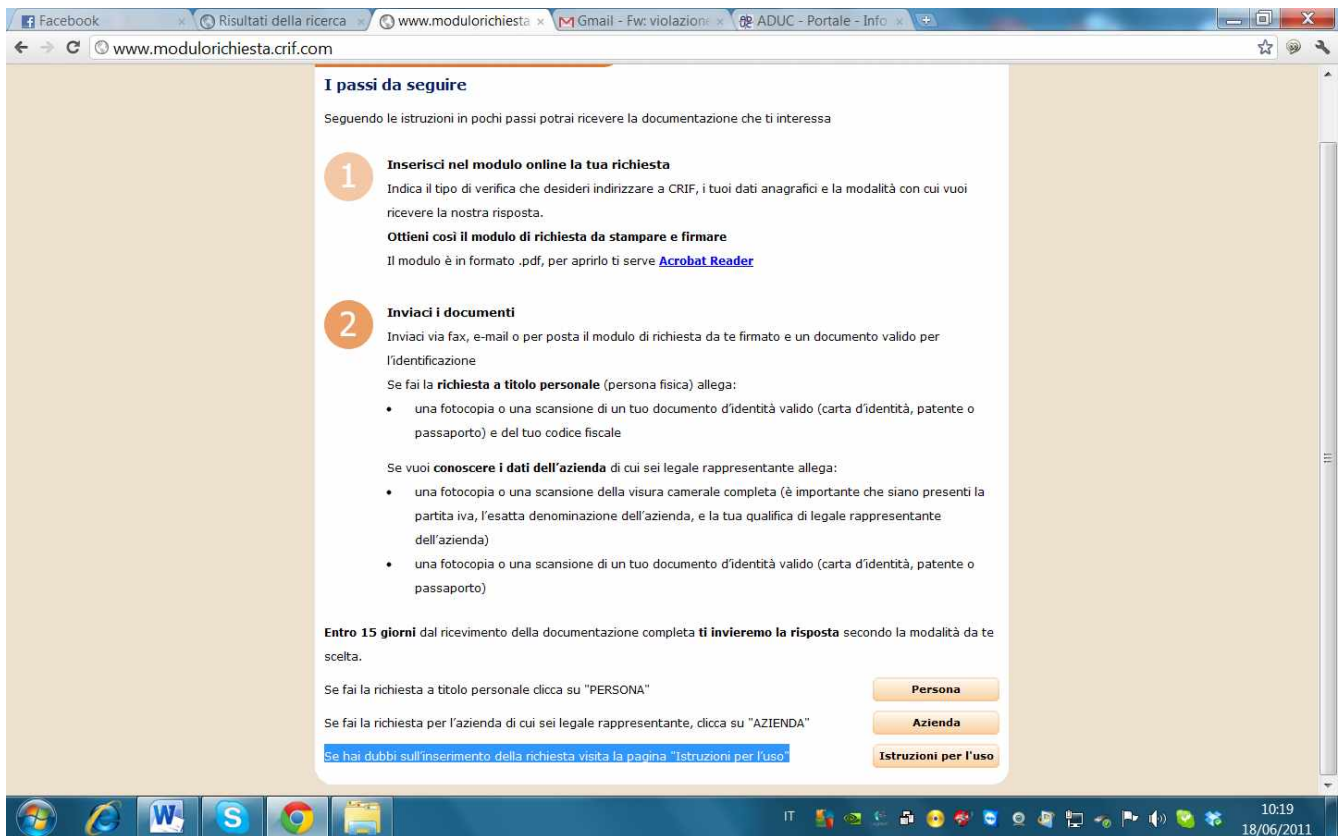 Facebook
Risultati della ricerca
www.modulorichiesta
Gmail - Fw: violazione
ADUC - Portale - Info
www.modulorichiesta.crif.com
I passi da seguire
Seguendo le istruzioni in pochi passi potrai ricevere la documentazione che ti interessa
1
Inserisci nel modulo online la tua richiesta
Indica il tipo di verifica che desideri indirizzare a CRIF, i tuoi dati anagrafici e la modalità con cui vuoi
ricevere la nostra risposta.
Ottieni così il modulo di richiesta da stampare e firmare
Il modulo è in formato .pdf, per aprirlo ti serve Acrobat Reader
2
Inviaci i documenti
Inviaci via fax, e-mail o per posta il modulo di richiesta da te firmato e un documento valido per
l'identificazione
Se fai la richiesta a titolo personale (persona fisica) allega:
• una fotocopia o una scansione di un tuo documento d'identità valido (carta d'identità, patente o
passaporto) e del tuo codice fiscale
Se vuoi conoscere i dati dell'azienda di cui sei legale rappresentante allega:
• una fotocopia o una scansione della visura camerale completa (è importante che siano presenti la
partita iva, l'esatta denominazione dell'azienda, e la tua qualifica di legale rappresentante
dell'azienda)
• una fotocopia o una scansione di un tuo documento d'identità valido (carta d'identità, patente o
passaporto)
Entro 15 giorni dal ricevimento della documentazione completa ti invieremo la risposta secondo la modalità da te
scelta.
Se fai la richiesta a titolo personale clicca su "PERSONA"
Persona
Se fai la richiesta per l'azienda di cui sei legale rappresentante, clicca su "AZIENDA"
Azienda
Se hai dubbi sull'inserimento della richiesta visita la pagina "Istruzioni per l'uso"
Istruzioni per l'uso
IT
10:19
18/06/2011